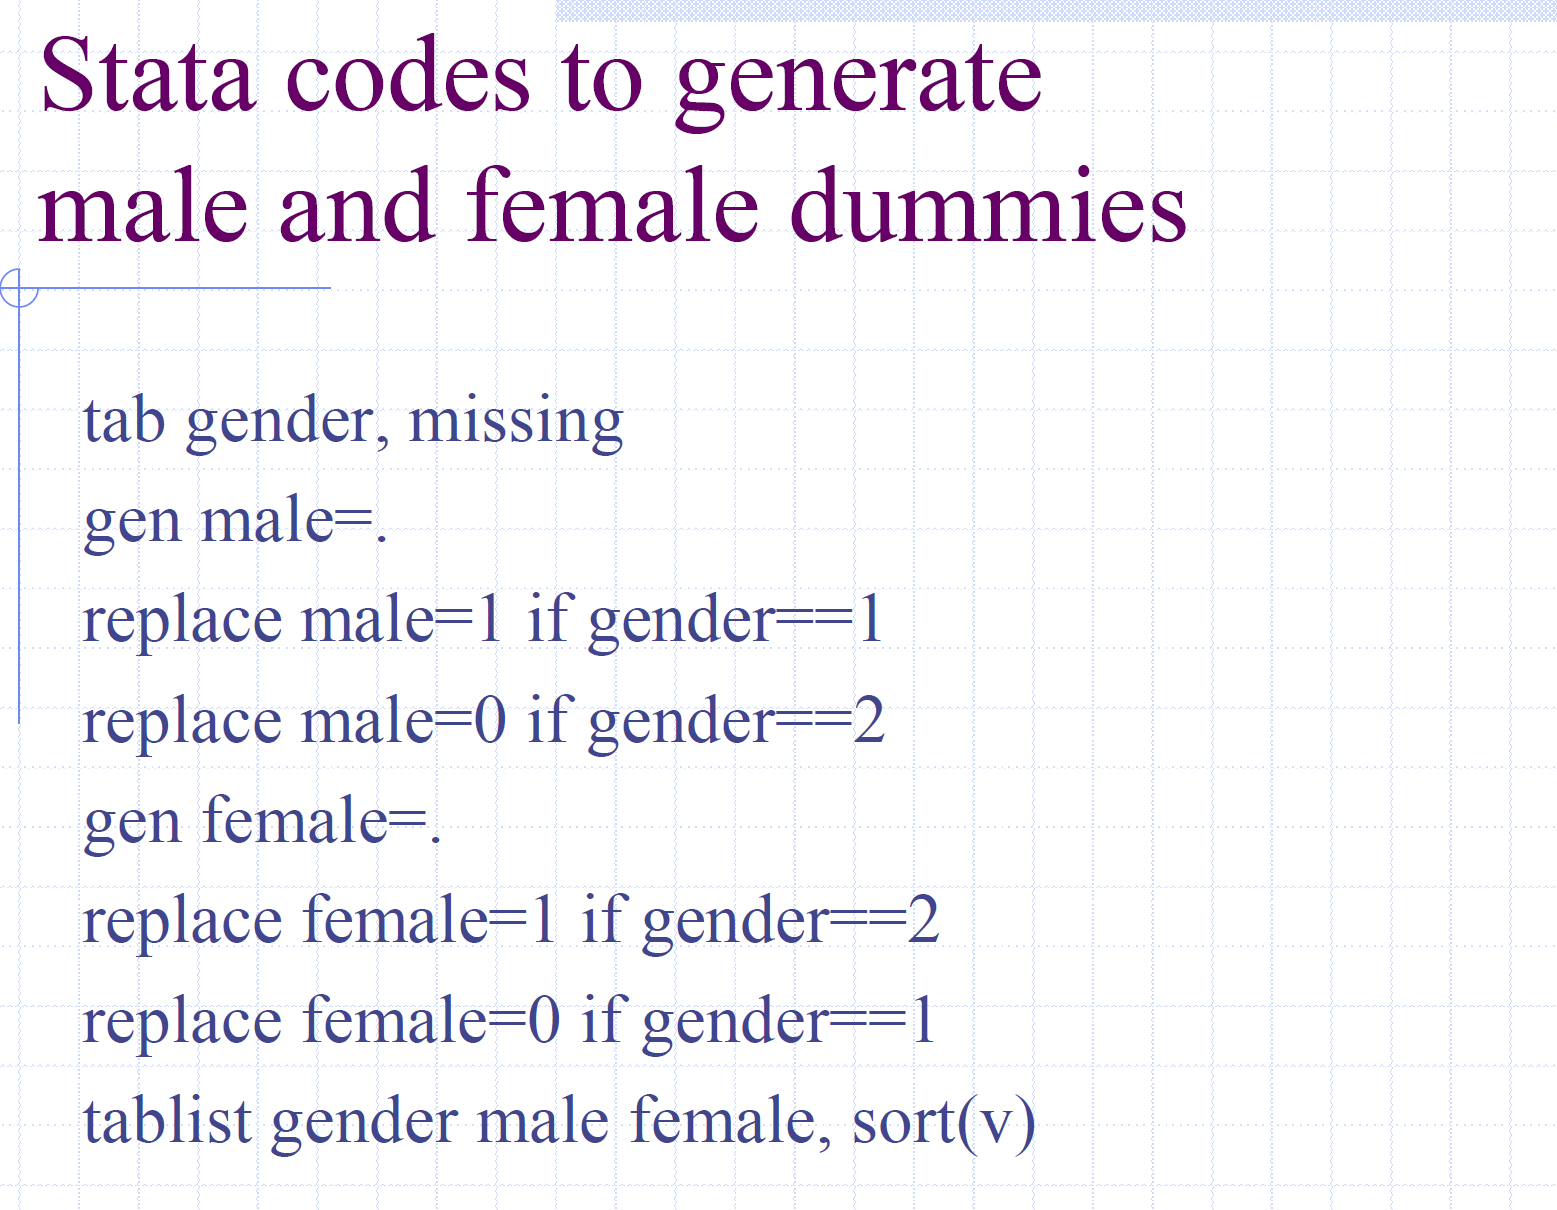 Stata codes to generate
male and female dummies
tab gender, missing
gen male=.
replace male=1 if gender==1
replace male=0 if gender==2
gen female=.
replace female=1 if gender==2
replace female=0 if gender==1
tablist gender male female, sort(v)